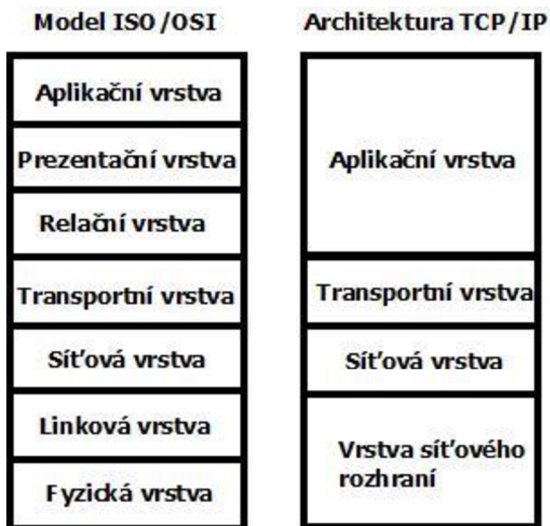 Model ISO/OSI
Aplikační vrstva
Prezentační vrstva
Relační vrstva
Transportní vrstva
Síťová vrstva
Linková vrstva
Fyzická vrstva
Architektura TCP/IP
Aplikační vrstva
Transportní vrstva
Síťová vrstva
Vrstva síťového
rozhraní